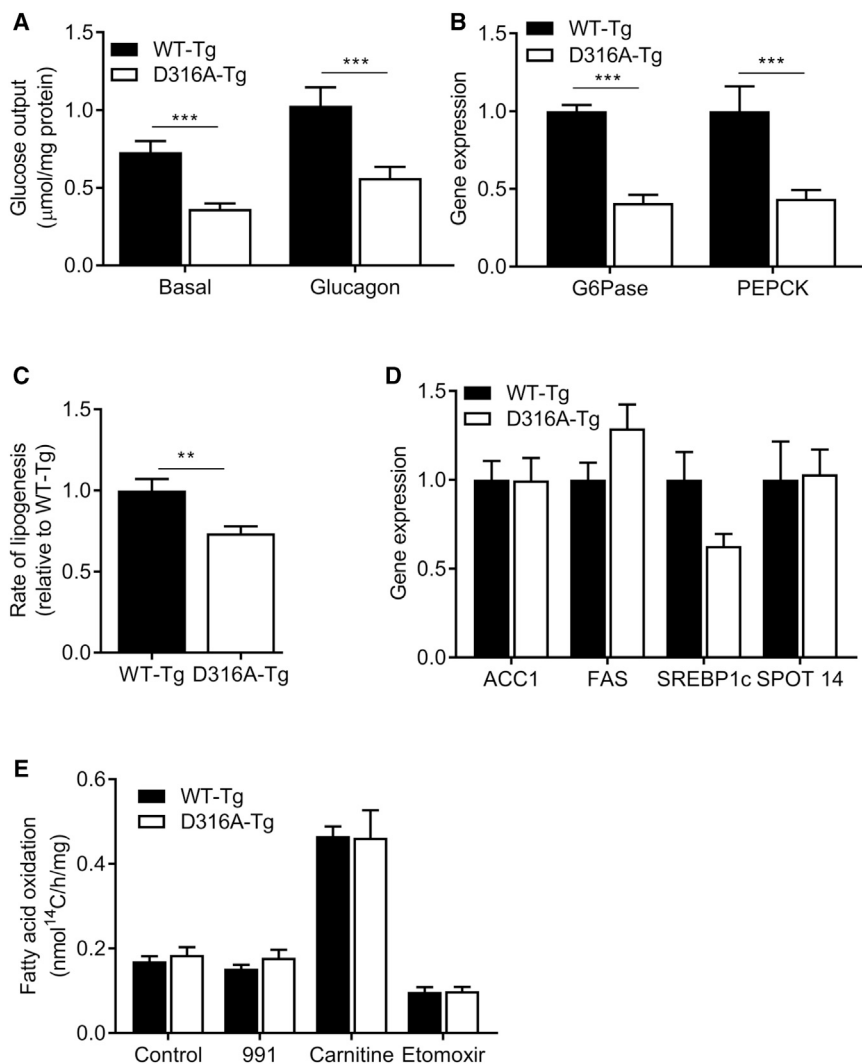 A
WT-Tg
D316A-Tg
Glucose output
(μmol/mg protein)
1.5
1.0
0.5
0.0
***
***
Basal Glucagon
B
WT-Tg
D316A-Tg
Gene expression
1.5
1.0
0.5
0.0
***
***
G6Pase PEPCK
C
Rate of lipogenesis
(relative to WT-Tg)
1.5
1.0
0.5
0.0
**
WT-Tg D316A-Tg
D
WT-Tg
D316A-Tg
Gene expression
1.5
1.0
0.5
0.0
ACC1 FAS SREBP1c SPOT 14
E
WT-Tg
D316A-Tg
Fatty acid oxidation
(nmol¹⁴C/h/mg)
0.6
0.4
0.2
0.0
Control 991 Carnitine Etomoxir